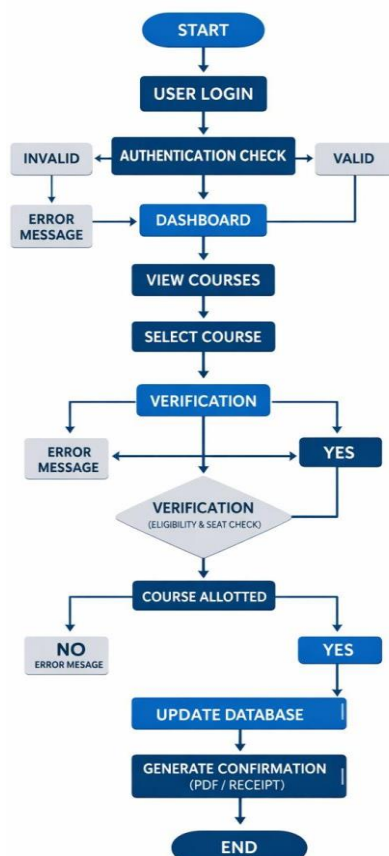 START
USER LOGIN
INVALID
AUTHENTICATION CHECK
VALID
ERROR
MESSAGE
DASHBOARD
VIEW COURSES
SELECT COURSE
VERIFICATION
ERROR
MESSAGE
YES
VERIFICATION
(ELIGIBILITY & SEAT CHECK)
COURSE ALLOTTED
NO
ERROR MESAGE
YES
UPDATE DATABASE
GENERATE CONFIRMATION
(PDF / RECEIPT)
END